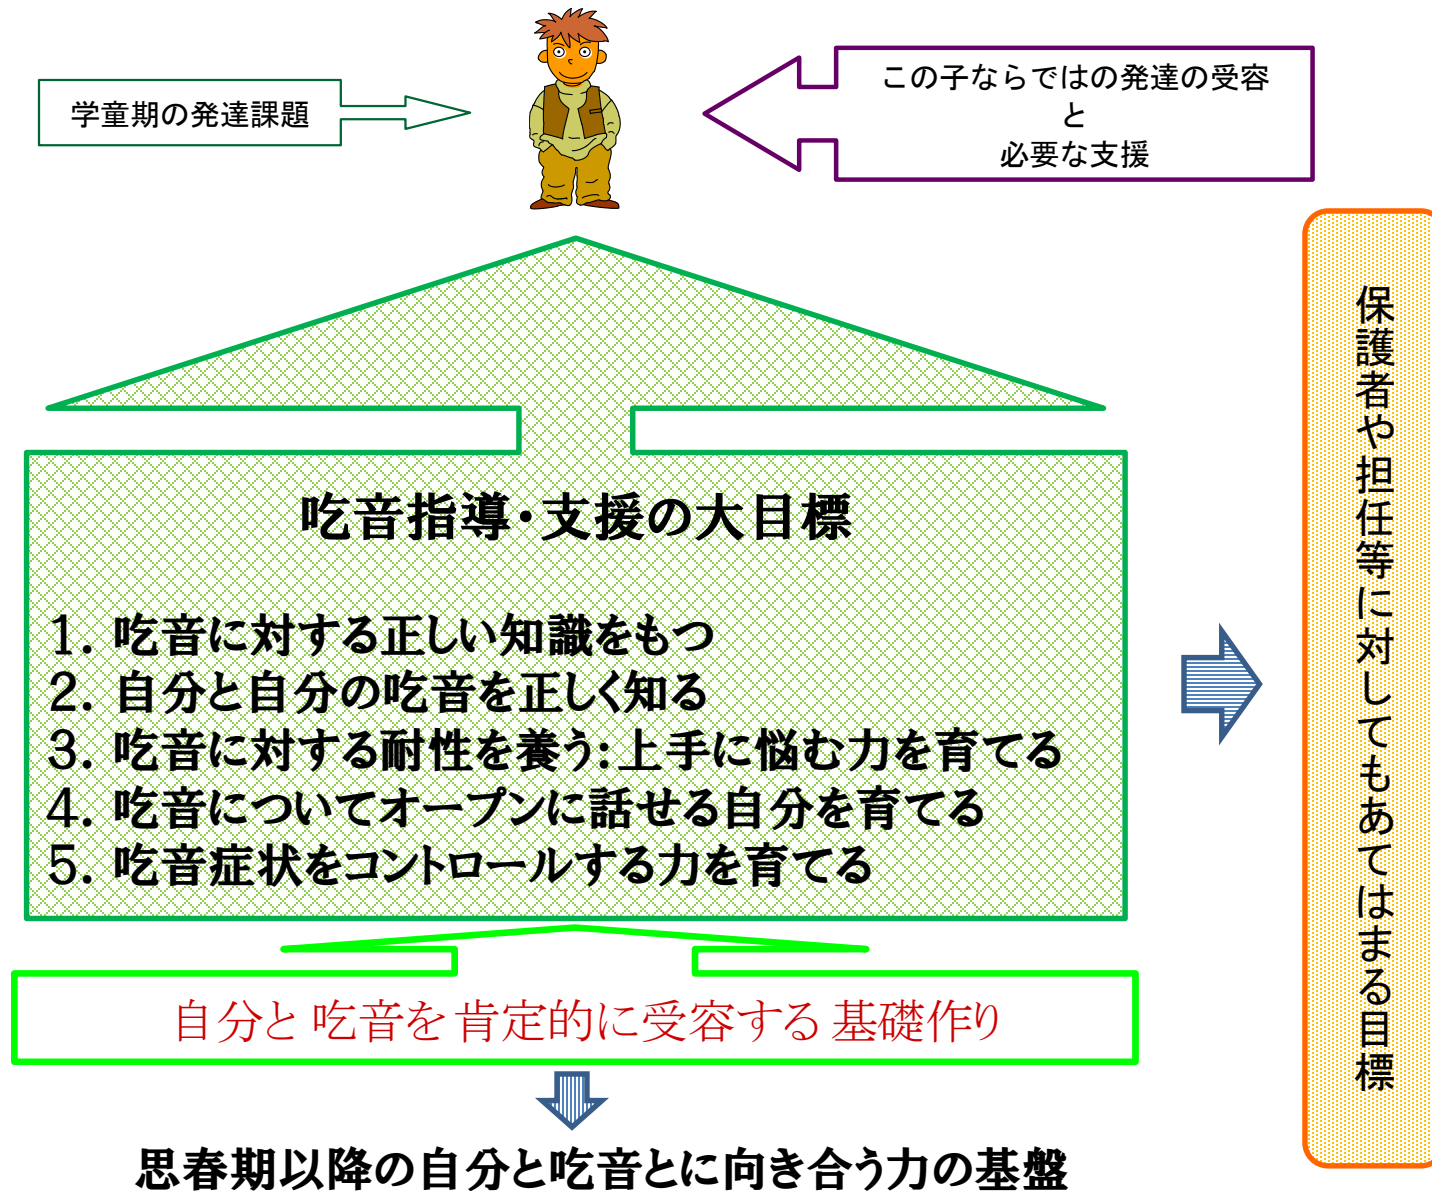 学童期の発達課題
この子ならではの発達の受容
と
必要な支援
吃音指導・支援の大目標
1. 吃音に対する正しい知識をもつ
2. 自分と自分の吃音を正しく知る
3. 吃音に対する耐性を養う:上手に悩む力を育てる
4. 吃音についてオープンに話せる自分を育てる
5. 吃音症状をコントロールする力を育てる
保護者や担任等に対してもあてはまる目標
自分と吃音を肯定的に受容する基礎作り
思春期以降の自分と吃音とに向き合う力の基盤